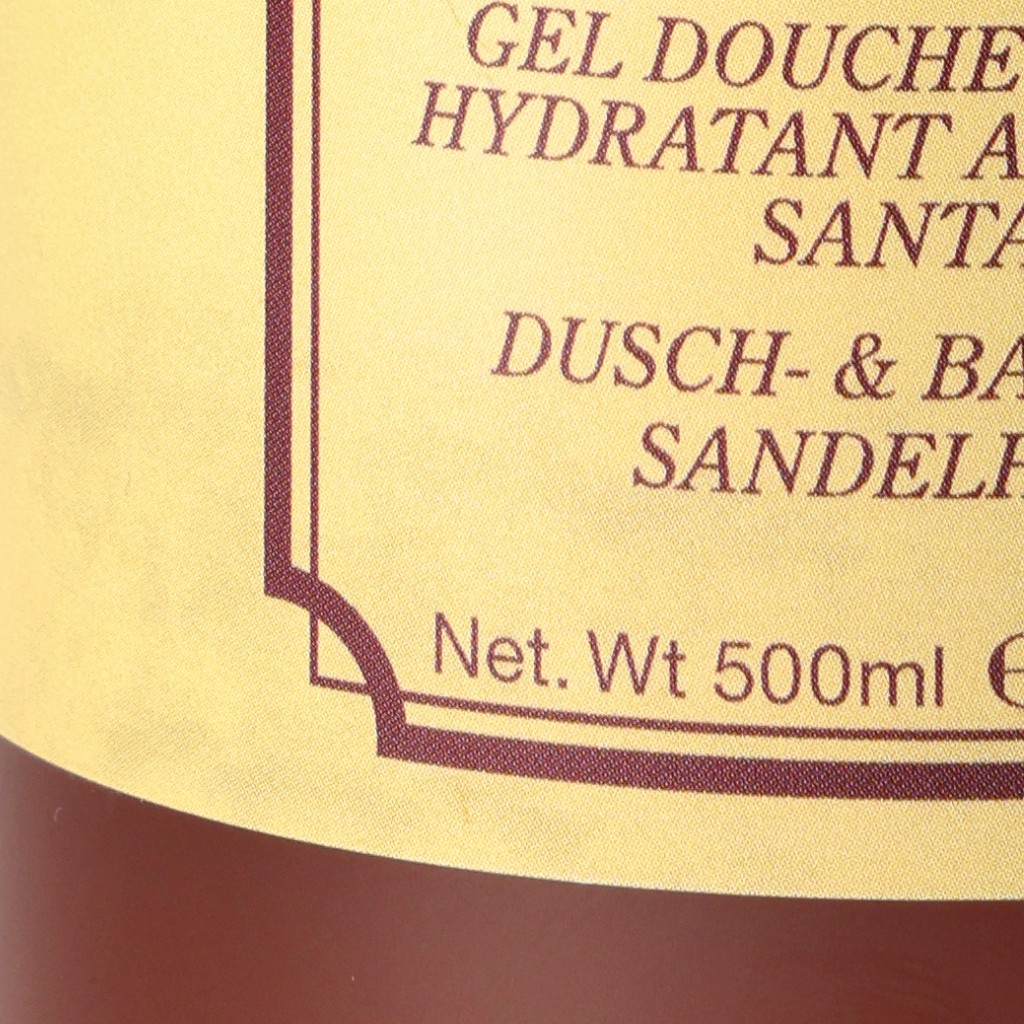 GEL DOUCHE
HYDRATANT A
SANTA
DUSCH- & BA
SANDELH
Net. Wt 500ml e